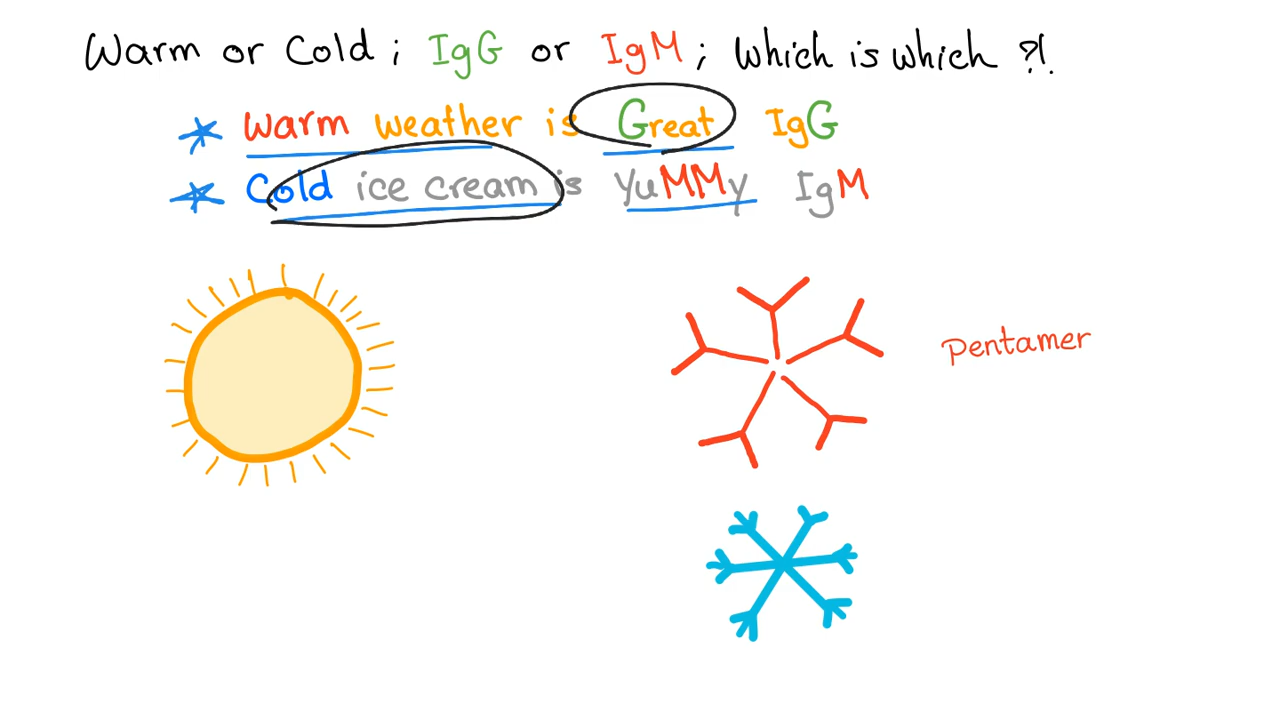 Warm or Cold ; IgG or IgM ; Which is which ?!
* Warm weather is Great IgG
* Cold ice cream is YuMMy IgM
Pentamer